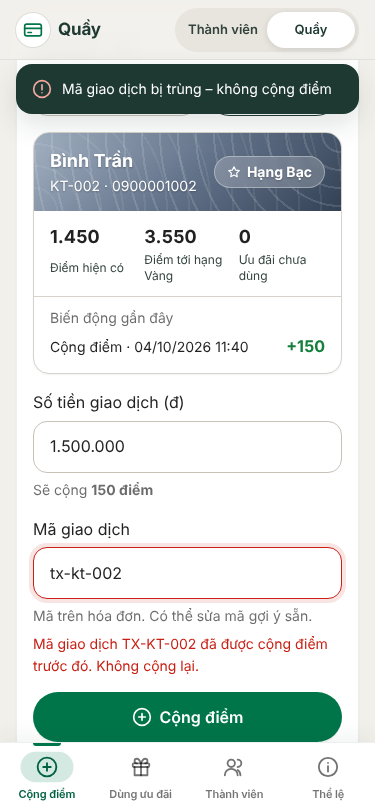 Quầy
Thành viên
Quầy
Mã giao dịch bị trùng – không cộng điểm
Bình Trần
KT-002 · 0900001002
Hạng Bạc
1.450
3.550
0
Điểm hiện có
Điểm tới hạng
Vàng
Ưu đãi chưa
dùng
Biến động gần đây
Cộng điểm · 04/10/2026 11:40
+150
Số tiền giao dịch (đ)
1.500.000
Sẽ cộng 150 điểm
Mã giao dịch
tx-kt-002
Mã trên hóa đơn. Có thể sửa mã gợi ý sẵn.
Mã giao dịch TX-KT-002 đã được cộng điểm
trước đó. Không cộng lại.
Cộng điểm
Cộng điểm
Dùng ưu đãi
Thành viên
Thể lệ